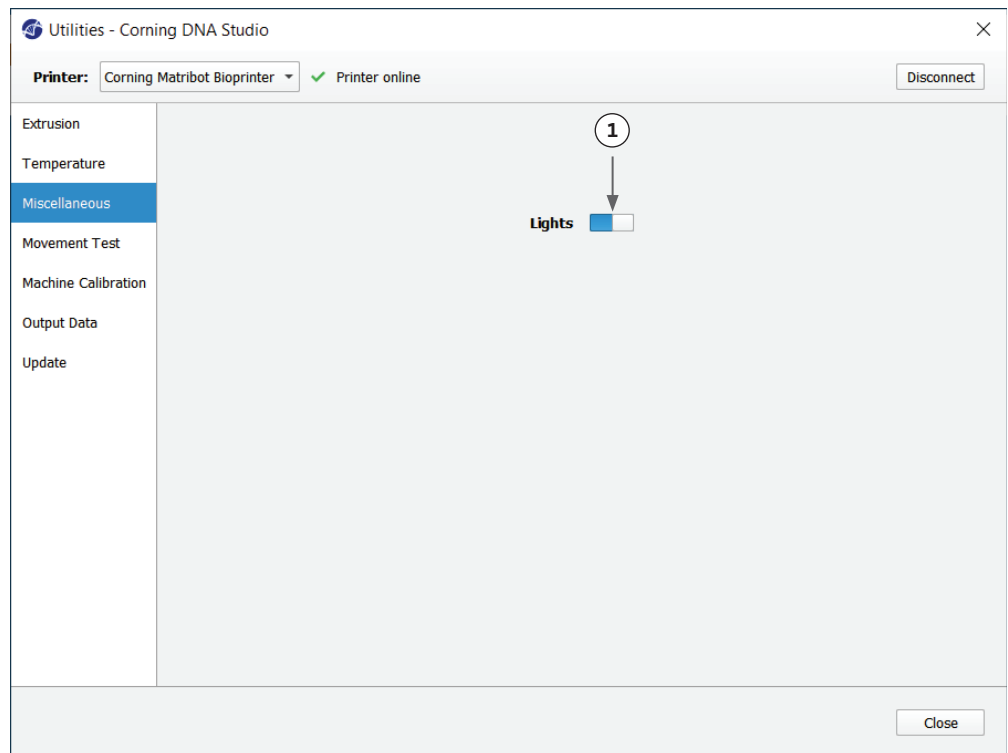 Utilities - Corning DNA Studio
Printer: Corning Matribot Bioprinter Printer online Disconnect
Extrusion
1
Temperature
Miscellaneous
Lights
Movement Test
Machine Calibration
Output Data
Update
Close